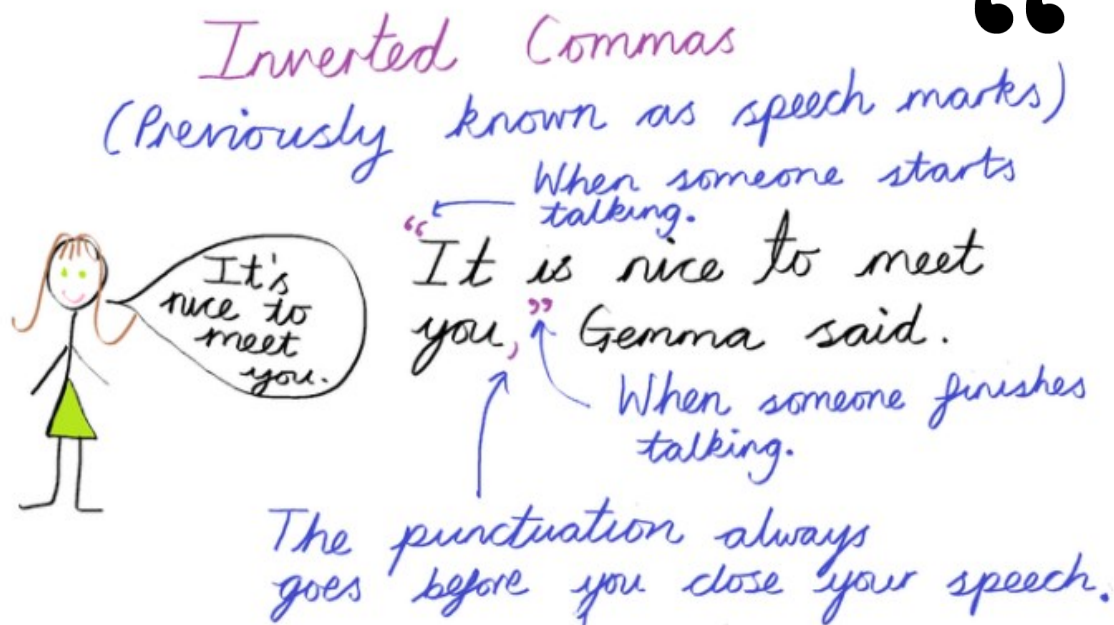 Inverted Commas
(Previously known as speech marks)
When someone starts
talking.
It's
nice to
meet
you.
“It is nice to meet
you,” Gemma said.
When someone finishes
talking.
The punctuation always
goes before you close your speech.